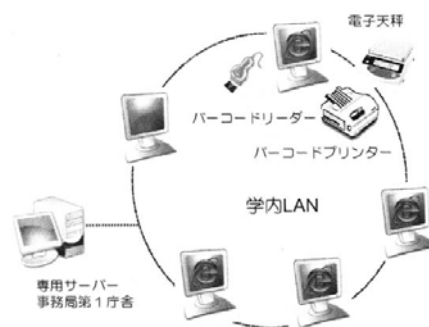 電子天秤
バーコードリーダー
バーコードプリンター
学内LAN
専用サーバー
事務局第1庁舎